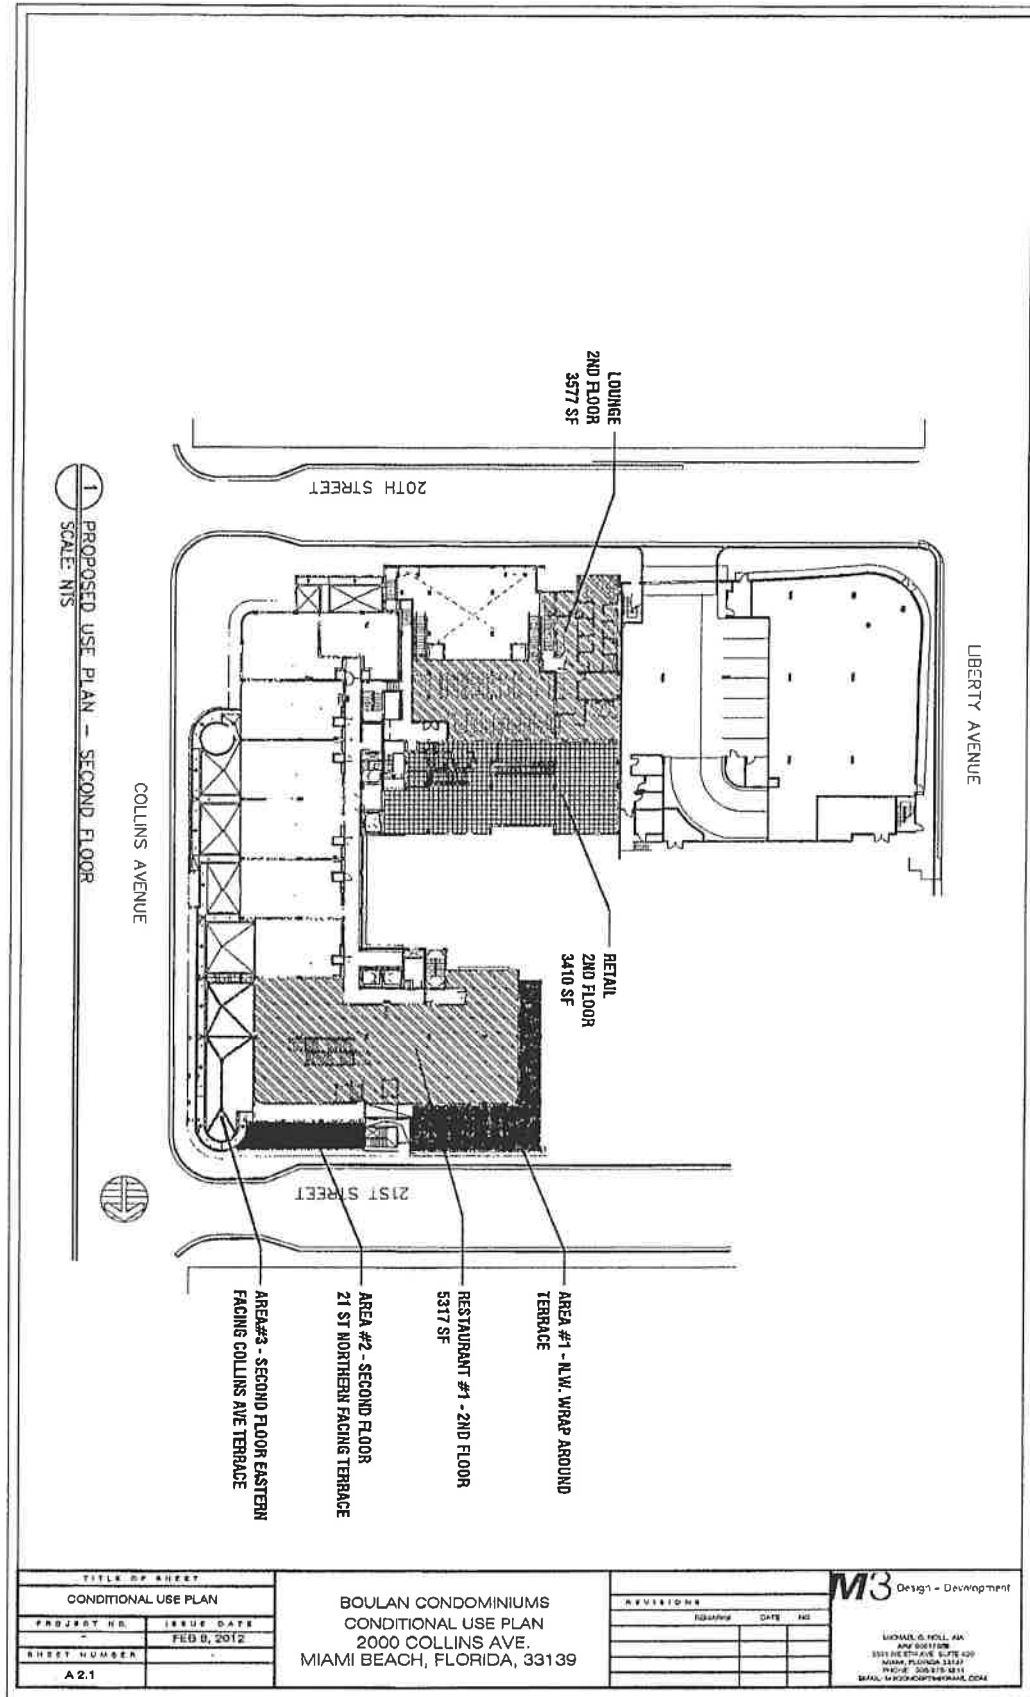 LOUNGE
2ND FLOOR
3577 SF
20TH STREET
LIBERTY AVENUE
COLLINS AVENUE
RETAIL
2ND FLOOR
3410 SF
21ST STREET
AREA #1 - N.W. WRAP AROUND
TERRACE
RESTAURANT #1 - 2ND FLOOR
5317 SF
AREA #2 - SECOND FLOOR
21 ST NORTHERN FACING TERRACE
AREA#3 - SECOND FLOOR EASTERN
FACING COLLINS AVE TERRACE
1
PROPOSED USE PLAN - SECOND FLOOR
SCALE: NTS
TITLE OF SHEET
CONDITIONAL USE PLAN
PROJECT NO.
ISSUE DATE
-
FEB 8, 2012
SHEET NUMBER
A 2.1
BOULAN CONDOMINIUMS
CONDITIONAL USE PLAN
2000 COLLINS AVE.
MIAMI BEACH, FLORIDA, 33139
REVISIONS
REMARKS DATE NO.
M3 Design - Development